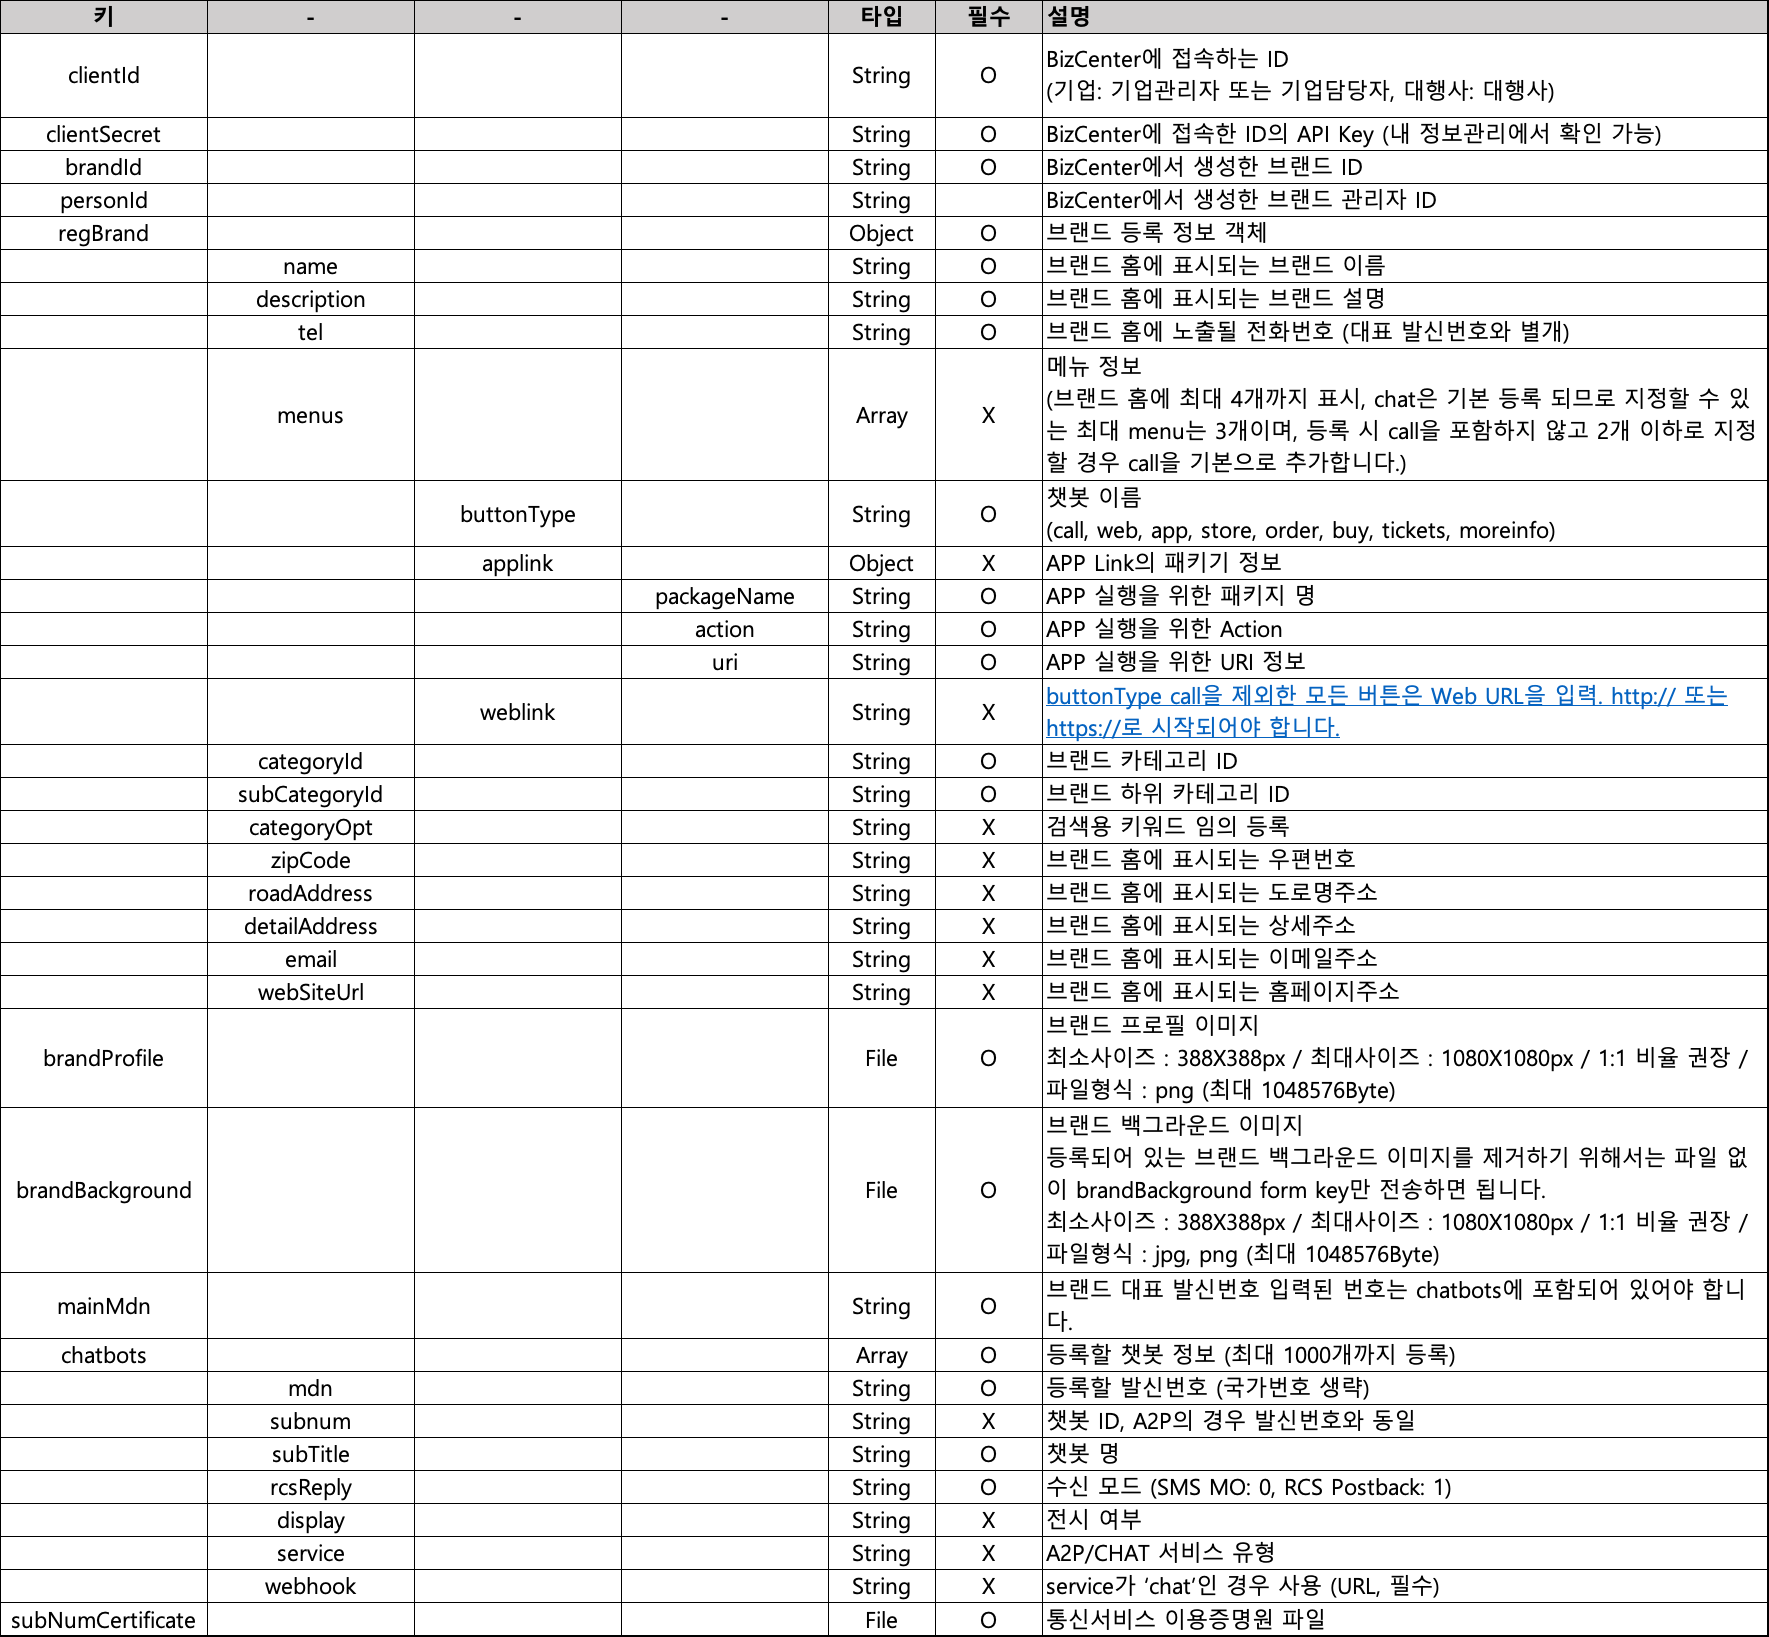 키 - - - 타입 필수 설명
clientId String O BizCenter에 접속하는 ID
(기업: 기업관리자 또는 기업담당자, 대행사: 대행사)
clientSecret String O BizCenter에 접속한 ID의 API Key (내 정보관리에서 확인 가능)
brandId String O BizCenter에서 생성한 브랜드 ID
personId String BizCenter에서 생성한 브랜드 관리자 ID
regBrand Object O 브랜드 등록 정보 객체
name String O 브랜드 홈에 표시되는 브랜드 이름
description String O 브랜드 홈에 표시되는 브랜드 설명
tel String O 브랜드 홈에 노출될 전화번호 (대표 발신번호와 별개)
menus Array X 메뉴 정보
(브랜드 홈에 최대 4개까지 표시, chat은 기본 등록 되므로 지정할 수 있
는 최대 menu는 3개이며, 등록 시 call을 포함하지 않고 2개 이하로 지정
할 경우 call을 기본으로 추가합니다.)
buttonType String O 챗봇 이름
(call, web, app, store, order, buy, tickets, moreinfo)
applink Object X APP Link의 패키기 정보
packageName String O APP 실행을 위한 패키지 명
action String O APP 실행을 위한 Action
uri String O APP 실행을 위한 URI 정보
weblink String X buttonType call을 제외한 모든 버튼은 Web URL을 입력. http:// 또는
https://로 시작되어야 합니다.
categoryId String O 브랜드 카테고리 ID
subCategoryId String O 브랜드 하위 카테고리 ID
categoryOpt String X 검색용 키워드 임의 등록
zipCode String X 브랜드 홈에 표시되는 우편번호
roadAddress String X 브랜드 홈에 표시되는 도로명주소
detailAddress String X 브랜드 홈에 표시되는 상세주소
email String X 브랜드 홈에 표시되는 이메일주소
webSiteUrl String X 브랜드 홈에 표시되는 홈페이지주소
brandProfile File O 브랜드 프로필 이미지
최소사이즈 : 388X388px / 최대사이즈 : 1080X1080px / 1:1 비율 권장 /
파일형식 : png (최대 1048576Byte)
brandBackground File O 브랜드 백그라운드 이미지
등록되어 있는 브랜드 백그라운드 이미지를 제거하기 위해서는 파일 없
이 brandBackground form key만 전송하면 됩니다.
최소사이즈 : 388X388px / 최대사이즈 : 1080X1080px / 1:1 비율 권장 /
파일형식 : jpg, png (최대 1048576Byte)
mainMdn String O 브랜드 대표 발신번호 입력된 번호는 chatbots에 포함되어 있어야 합니
다.
chatbots Array O 등록할 챗봇 정보 (최대 1000개까지 등록)
mdn String O 등록할 발신번호 (국가번호 생략)
subnum String X 챗봇 ID, A2P의 경우 발신번호와 동일
subTitle String O 챗봇 명
rcsReply String O 수신 모드 (SMS MO: 0, RCS Postback: 1)
display String X 전시 여부
service String X A2P/CHAT 서비스 유형
webhook String X service가 ‘chat’인 경우 사용 (URL, 필수)
subNumCertificate File O 통신서비스 이용증명원 파일